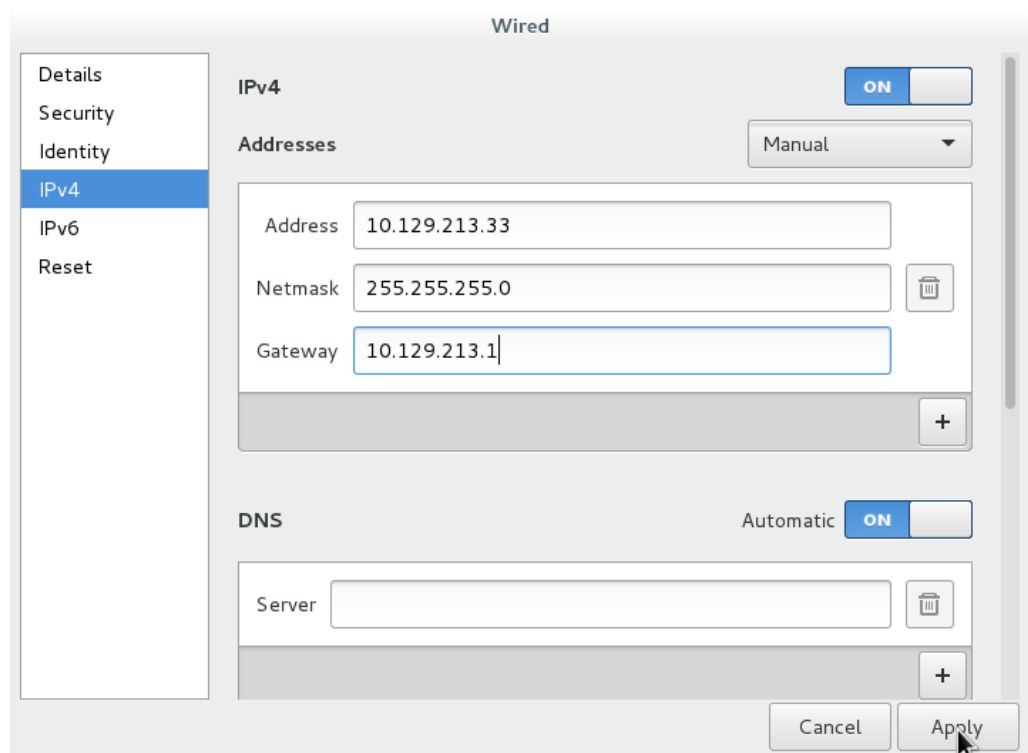 Wired
Details
Security
Identity
IPv4
IPv6
Reset
IPv4 ON
Addresses Manual
Address 10.129.213.33
Netmask 255.255.255.0
Gateway 10.129.213.1
+
DNS Automatic ON
Server
+
Cancel Apply